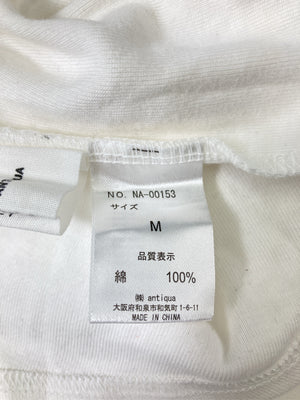 UA
NO. NA-00153
サイズ
M
品質表示
綿 100%
㈱ antiqua
大阪府和泉市和気町1-6-11
MADE IN CHINA